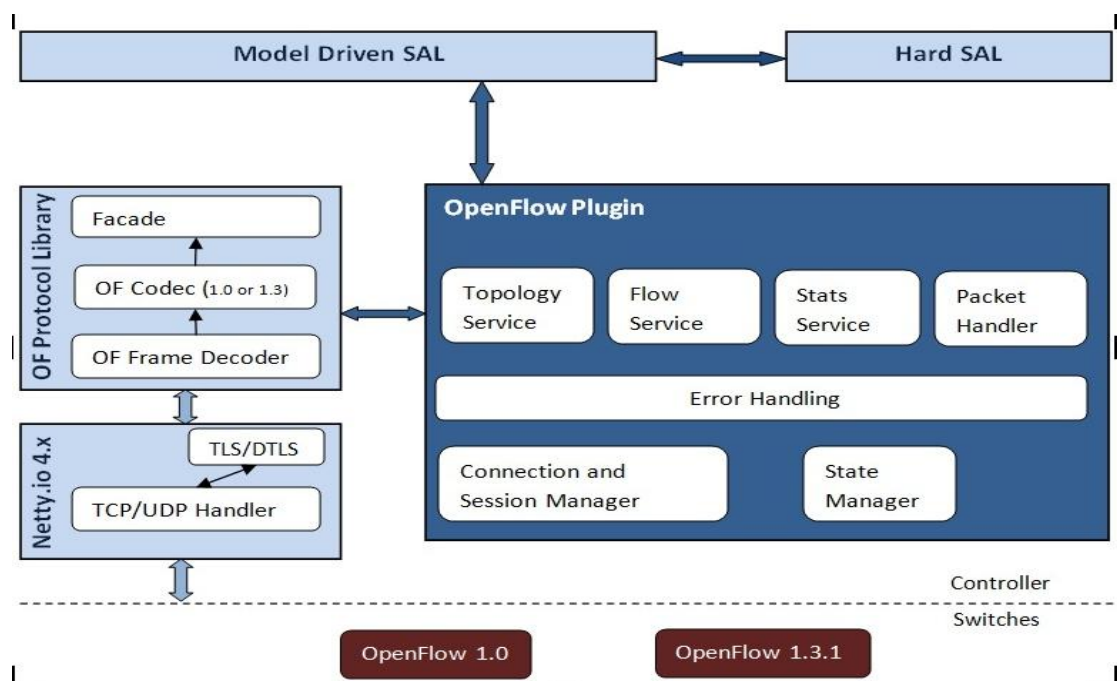 Model Driven SAL
Hard SAL
OF Protocol Library
Facade
OF Codec (1.0 or 1.3)
OF Frame Decoder
Netty.io 4.x
TLS/DTLS
TCP/UDP Handler
OpenFlow Plugin
Topology
Service
Flow
Service
Stats
Service
Packet
Handler
Error Handling
Connection and
Session Manager
State
Manager
Controller
Switches
OpenFlow 1.0
OpenFlow 1.3.1